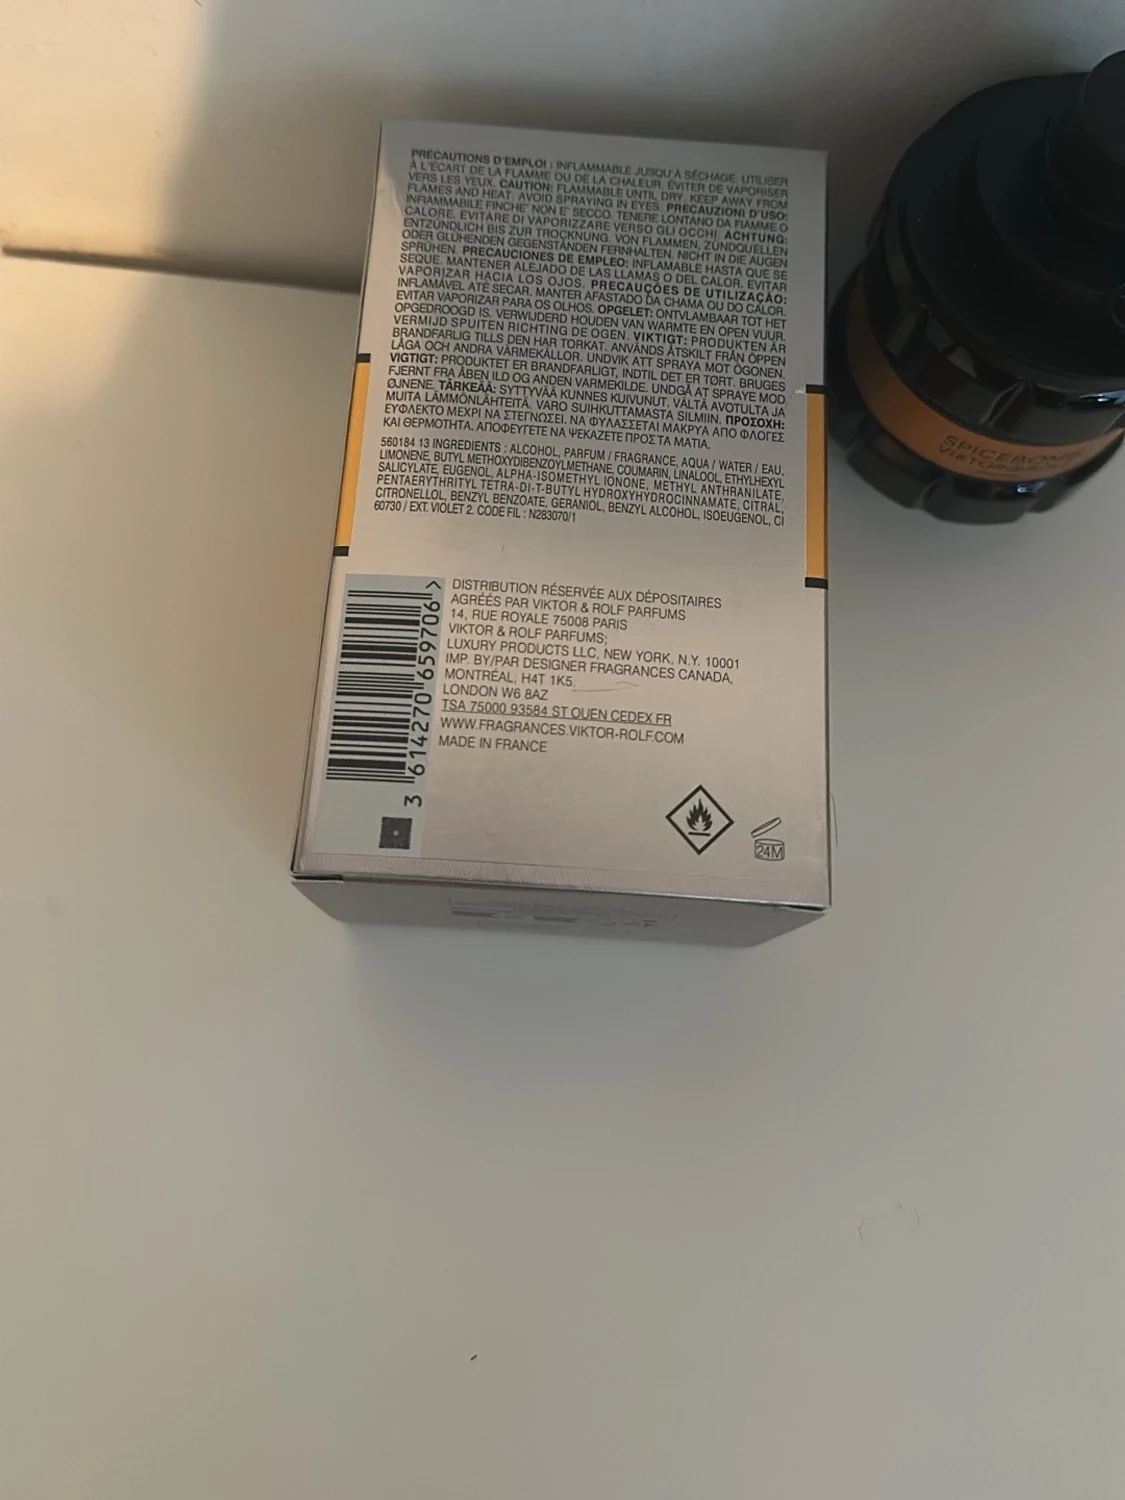 PRÉCAUTIONS D'EMPLOI : INFLAMMABLE JUSQU'À SÉCHAGE. UTILISER
À L'ÉCART DE LA FLAMME OU DE LA CHALEUR. ÉVITER DE VAPORISER
VERS LES YEUX. CAUTION: FLAMMABLE UNTIL DRY. KEEP AWAY FROM
FLAMES AND HEAT. AVOID SPRAYING IN EYES. PRECAUZIONI D'USO:
INFIAMMABILE FINCHE' NON E' SECCO. TENERE LONTANO DA FIAMME O
CALORE. EVITARE DI VAPORIZZARE VERSO GLI OCCHI. ACHTUNG:
ENTZÜNDLICH BIS ZUR TROCKNUNG. VON FLAMMEN, ZÜNDQUELLEN
ODER GLÜHENDEN GEGENSTÄNDEN FERNHALTEN. NICHT IN DIE AUGEN
SPRÜHEN. PRECAUCIONES DE EMPLEO: INFLAMABLE HASTA QUE SE
SEQUE. MANTENER ALEJADO DE LAS LLAMAS O DEL CALOR. EVITAR
VAPORIZAR HACIA LOS OJOS. PRECAUÇÕES DE UTILIZAÇÃO:
INFLAMÁVEL ATÉ SECAR. MANTER AFASTADO DA CHAMA OU DO CALOR.
EVITAR VAPORIZAR PARA OS OLHOS. OPGELET: ONTVLAMBAAR TOT HET
OPGEDROOGD IS. VERWIJDERD HOUDEN VAN WARMTE EN OPEN VUUR.
VERMIJD SPUITEN RICHTING DE OGEN. VIKTIGT: PRODUKTEN ÄR
BRANDFARLIG TILLS DEN HAR TORKAT. ANVÄNDS ÅTSKILT FRÅN ÖPPEN
LÅGA OCH ANDRA VÄRMEKÄLLOR. UNDVIK ATT SPRAYA MOT ÖGONEN.
VIGTIGT: PRODUKTET ER BRANDFARLIGT, INDTIL DET ER TORT. BRUGES
FJERNT FRA ÅBEN ILD OG ANDEN VARMEKILDE. UNDGÅ AT SPRAYE MOD
ØJNENE. TÄRKEÄÄ: SYTTYVÄÄ KUNNES KUIVUNUT. VÄLTÄ AVOTULTA JA
MUITA LÄMMÖNLÄHTEITÄ. VARO SUIHKUTTAMASTA SILMIIN. ΠΡΟΣΟΧΗ:
ΕΥΦΛΕΚΤΟ ΜΕΧΡΙ ΝΑ ΣΤΕΓΝΩΣΕΙ. ΝΑ ΦΥΛΑΣΣΕΤΑΙ ΜΑΚΡΥΑ ΑΠΟ ΦΛΟΓΕΣ
ΚΑΙ ΘΕΡΜΟΤΗΤΑ. ΑΠΟΦΕΥΓΕΤΕ ΝΑ ΨΕΚΑΖΕΤΕ ΠΡΟΣ ΤΑ ΜΑΤΙΑ.
560184 13 INGREDIENTS : ALCOHOL, PARFUM / FRAGRANCE, AQUA / WATER / EAU,
LIMONENE, BUTYL METHOXYDIBENZOYLMETHANE, COUMARIN, LINALOOL, ETHYLHEXYL
SALICYLATE, EUGENOL, ALPHA-ISOMETHYL IONONE, METHYL ANTHRANILATE,
PENTAERYTHRITYL TETRA-DI-T-BUTYL HYDROXYHYDROCINNAMATE, CITRAL,
CITRONELLOL, BENZYL BENZOATE, GERANIOL, BENZYL ALCOHOL, ISOEUGENOL, CI
60730 / EXT. VIOLET 2. CODE FIL : N283070/1
DISTRIBUTION RÉSERVÉE AUX DÉPOSITAIRES
AGRÉÉS PAR VIKTOR & ROLF PARFUMS
14, RUE ROYALE 75008 PARIS
VIKTOR & ROLF PARFUMS;
LUXURY PRODUCTS LLC, NEW YORK, N.Y. 10001
IMP. BY/PAR DESIGNER FRAGRANCES CANADA,
MONTRÉAL, H4T 1K5,
LONDON W6 8AZ
TSA 75000 93584 ST OUEN CEDEX FR
WWW.FRAGRANCES.VIKTOR-ROLF.COM
MADE IN FRANCE
3 614270 659706 >
24M
SPICEBOMB